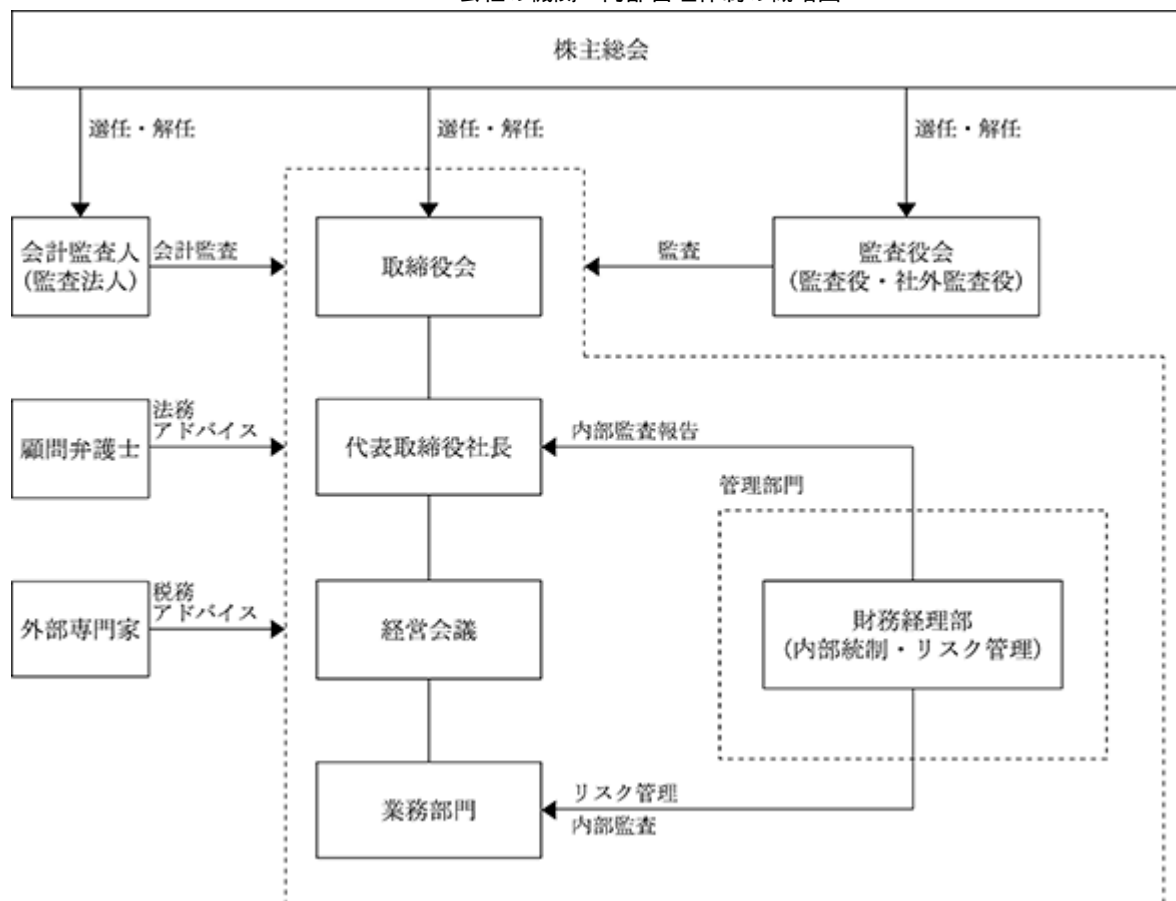 株主総会
選任・解任
選任・解任
選任・解任
会計監査人
(監査法人)
会計監査
取締役会
監査
監査役会
(監査役・社外監査役)
顧問弁護士
法務
アドバイス
代表取締役社長
内部監査報告
管理部門
外部専門家
税務
アドバイス
経営会議
財務経理部
(内部統制・リスク管理)
業務部門
リスク管理
内部監査